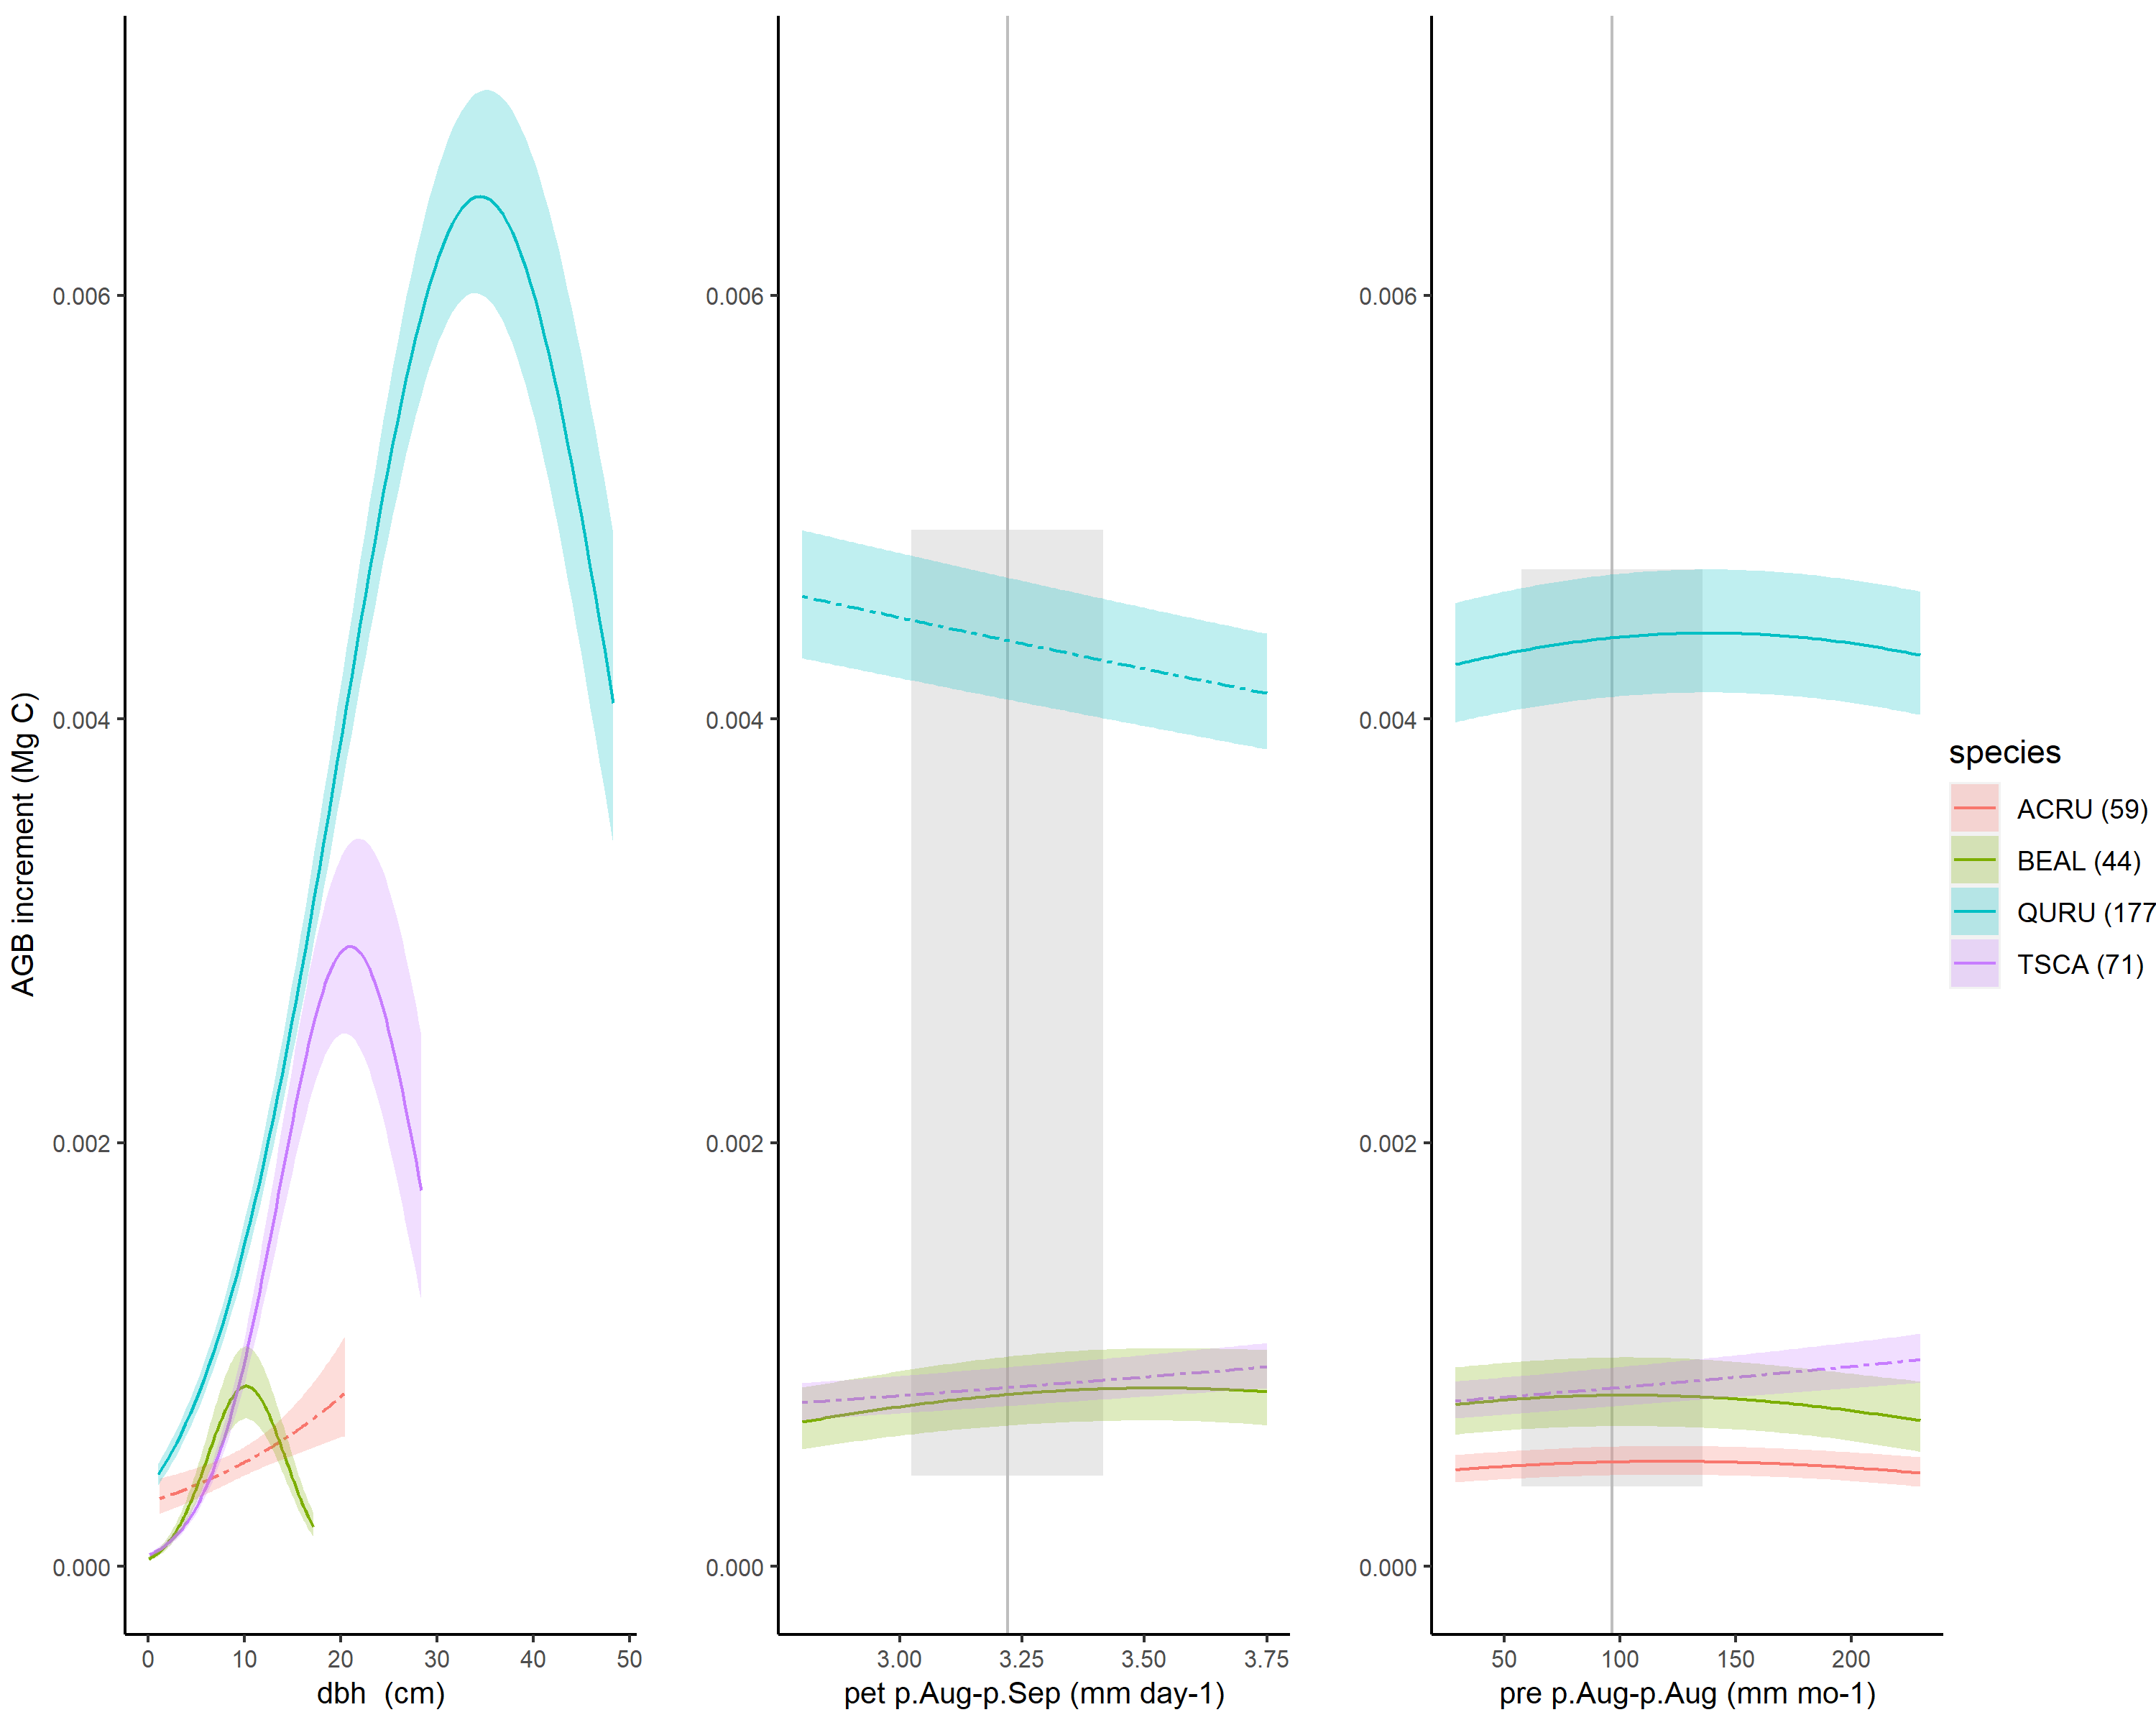 AGB increment (Mg C)
0.006
0.004
0.002
0.000
0 10 20 30 40 50
dbh  (cm)
0.006
0.004
0.002
0.000
3.00 3.25 3.50 3.75
pet p.Aug-p.Sep (mm day-1)
0.006
0.004
0.002
0.000
50 100 150 200
pre p.Aug-p.Aug (mm mo-1)
species
ACRU (59)
BEAL (44)
QURU (177
TSCA (71)